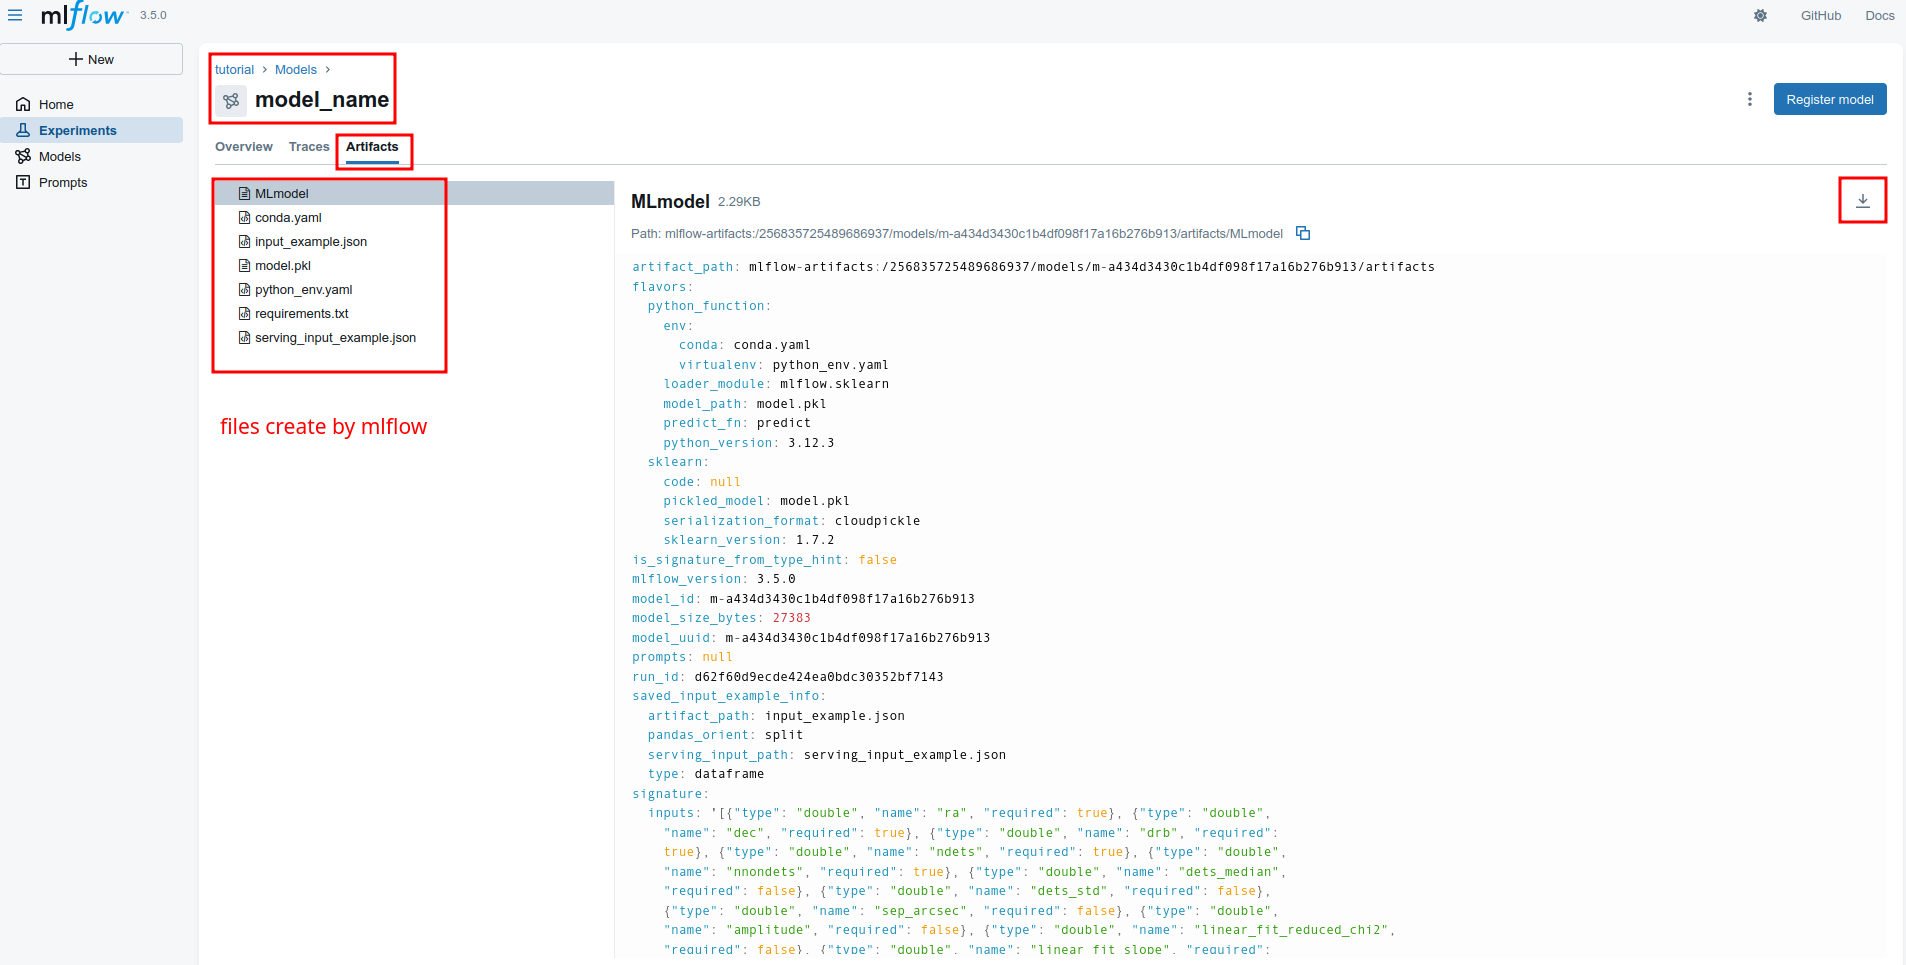 mlflow 3.5.0 GitHub Docs
New
Home
Experiments
Models
Prompts
tutorial > Models >
model_name
Register model
Overview Traces Artifacts
MLmodel
conda.yaml
input_example.json
model.pkl
python_env.yaml
requirements.txt
serving_input_example.json
files create by mlflow
MLmodel 2.29KB
Path: mlflow-artifacts:/256835725489686937/models/m-a434d3430c1b4df098f17a16b276b913/artifacts/MLmodel
artifact_path: mlflow-artifacts:/256835725489686937/models/m-a434d3430c1b4df098f17a16b276b913/artifacts
flavors:
python_function:
env:
conda: conda.yaml
virtualenv: python_env.yaml
loader_module: mlflow.sklearn
model_path: model.pkl
predict_fn: predict
python_version: 3.12.3
sklearn:
code: null
pickled_model: model.pkl
serialization_format: cloudpickle
sklearn_version: 1.7.2
is_signature_from_type_hint: false
mlflow_version: 3.5.0
model_id: m-a434d3430c1b4df098f17a16b276b913
model_size_bytes: 27383
model_uuid: m-a434d3430c1b4df098f17a16b276b913
prompts: null
run_id: d62f60d9ecde424ea0bdc30352bf7143
saved_input_example_info:
artifact_path: input_example.json
pandas_orient: split
serving_input_path: serving_input_example.json
type: dataframe
signature:
inputs: '[{"type": "double", "name": "ra", "required": true}, {"type": "double",
"name": "dec", "required": true}, {"type": "double", "name": "drb", "required":
true}, {"type": "double", "name": "ndets", "required": true}, {"type": "double",
"name": "nnondets", "required": true}, {"type": "double", "name": "dets_median",
"required": false}, {"type": "double", "name": "dets_std", "required": false},
{"type": "double", "name": "sep_arcsec", "required": false}, {"type": "double",
"name": "amplitude", "required": false}, {"type": "double", "name": "linear_fit_reduced_chi2",
"required": false}, {"type": "double", "name": "linear_fit_slope", "required":